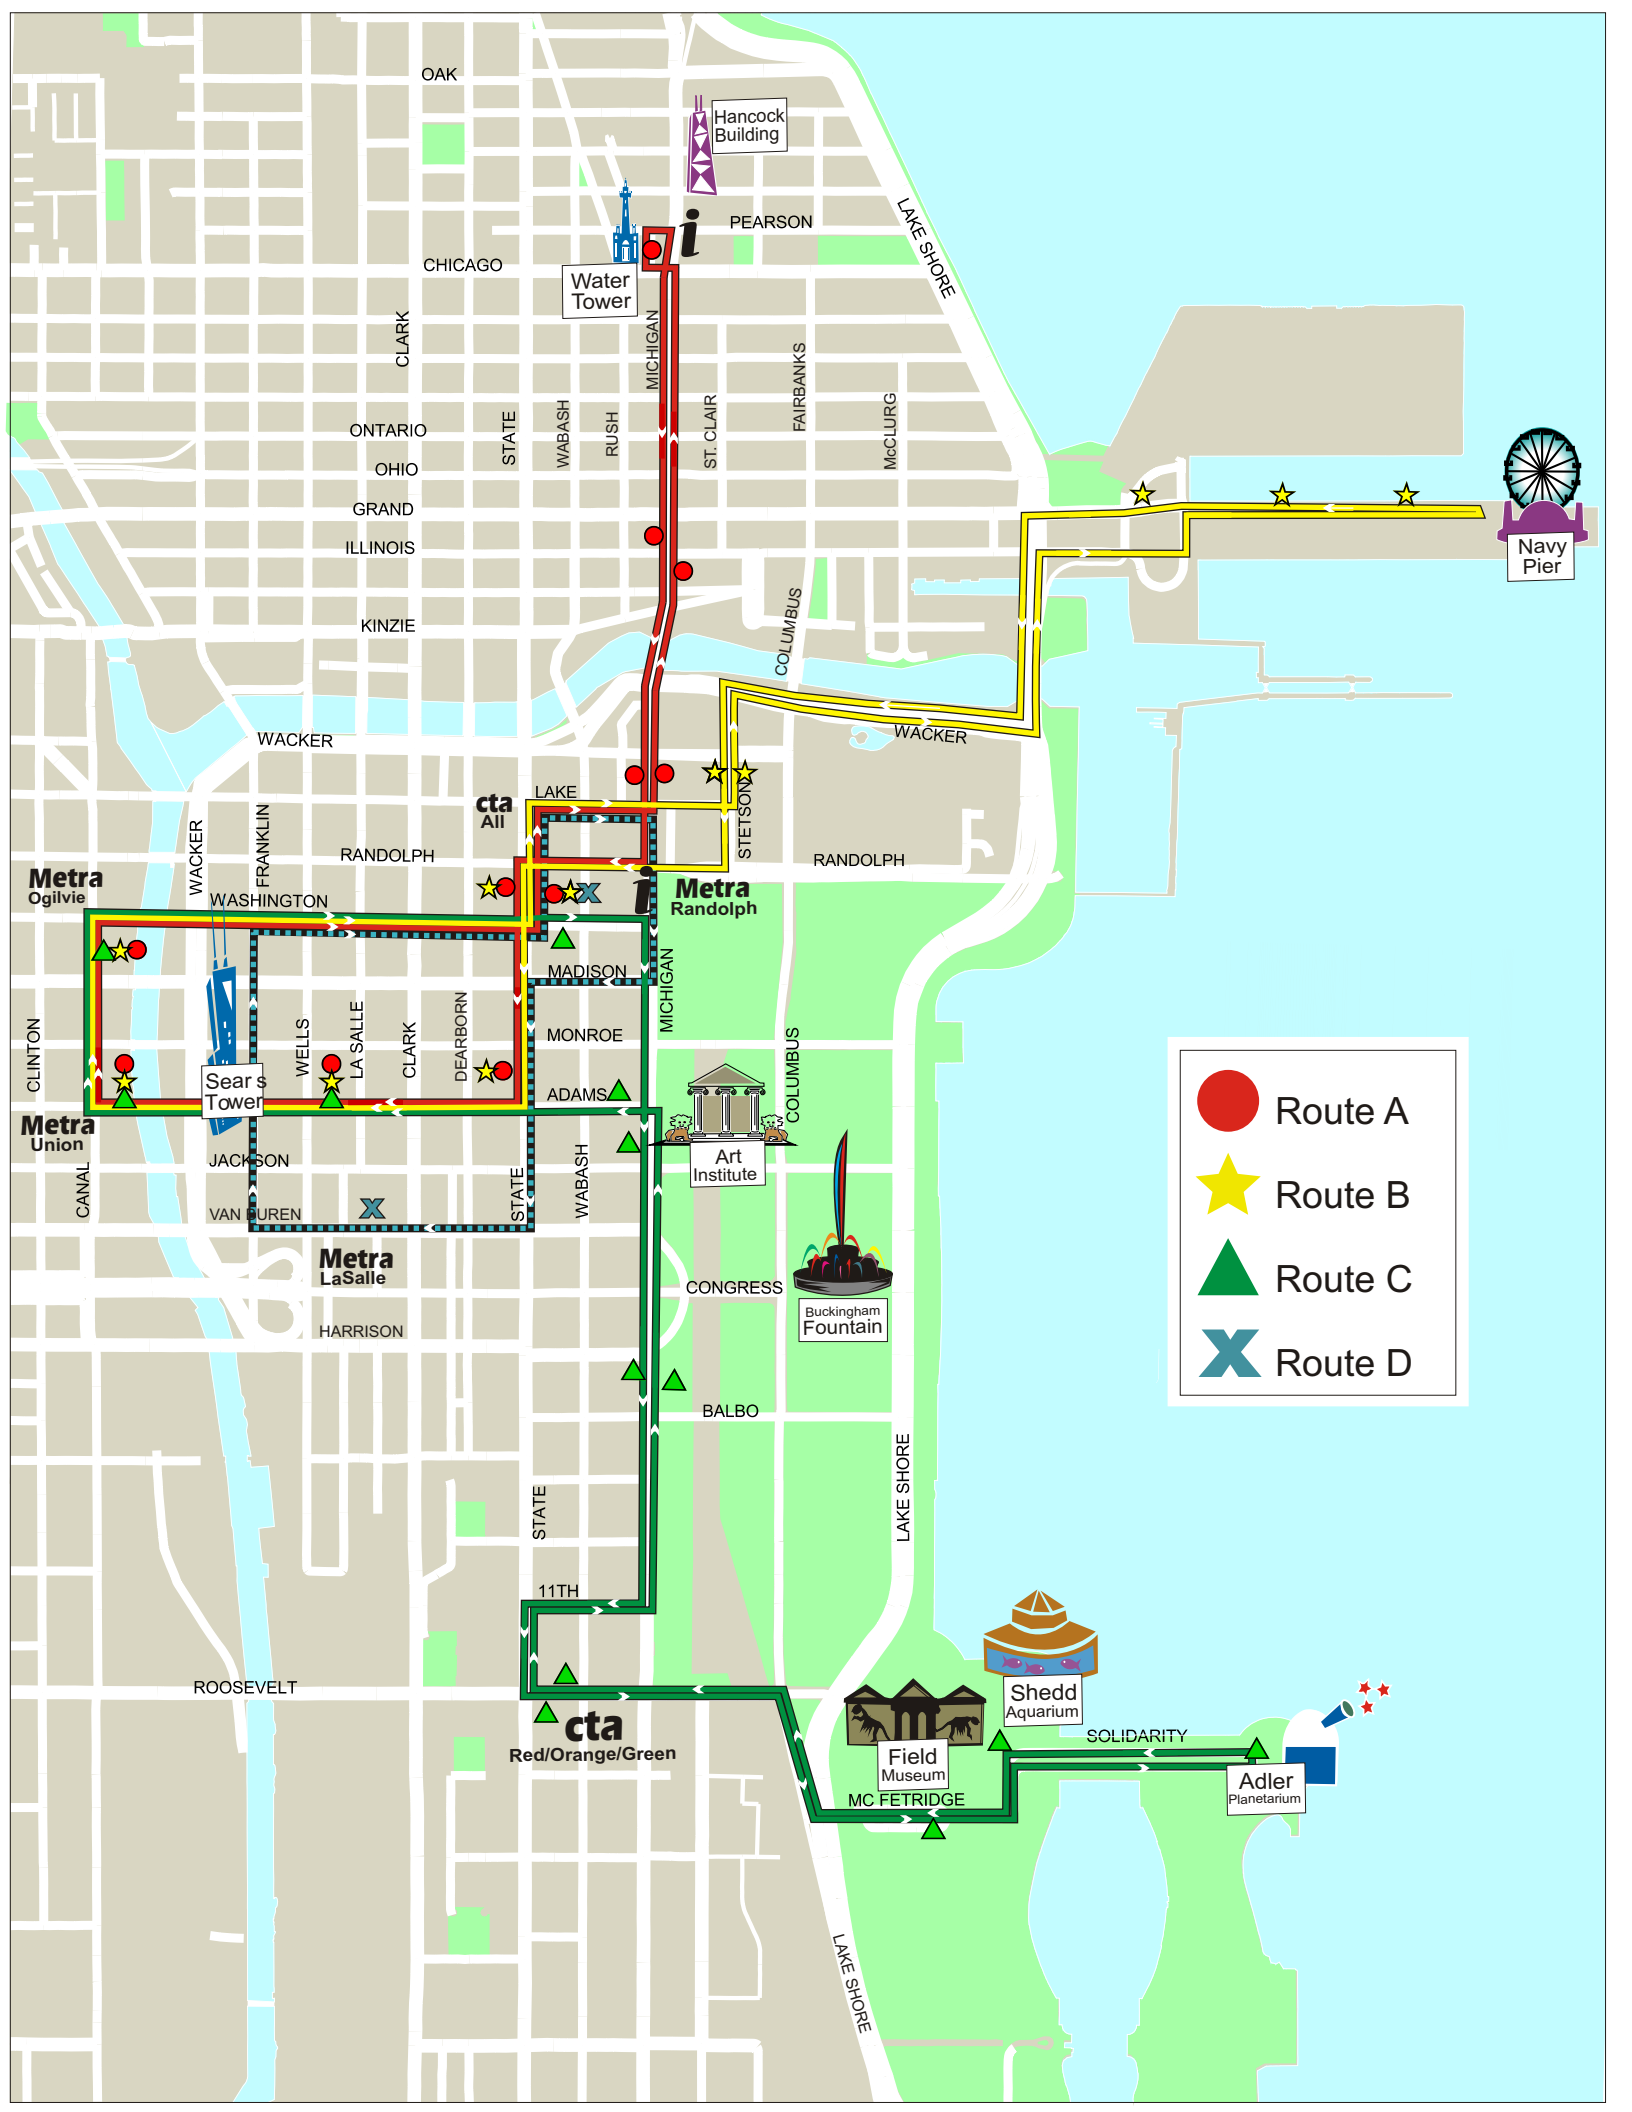 OAK
Hancock
Building
LAKE SHORE
PEARSON
CHICAGO
Water
Tower
CLARK
MICHIGAN
STATE
WABASH
RUSH
ST. CLAIR
FAIRBANKS
McCLURG
ONTARIO
OHIO
GRAND
ILLINOIS
Navy
Pier
KINZIE
COLUMBUS
WACKER
WACKER
cta
All
LAKE
STETSON
WACKER
FRANKLIN
RANDOLPH
RANDOLPH
Metra
Ogilvie
i
i
Metra
Randolph
WASHINGTON
MADISON
MICHIGAN
CLINTON
WELLS
LA SALLE
CLARK
DEARBORN
MONROE
COLUMBUS
Sears
Tower
ADAMS
Metra
Union
Art
Institute
CANAL
JACKSON
STATE
WABASH
VAN BUREN
Metra
LaSalle
CONGRESS
Buckingham
Fountain
HARRISON
BALBO
LAKE SHORE
STATE
11TH
ROOSEVELT
cta
Red/Orange/Green
Shedd
Aquarium
Field
Museum
SOLIDARITY
Adler
Planetarium
MC FETRIDGE
LAKE SHORE
Route A
Route B
Route C
Route D